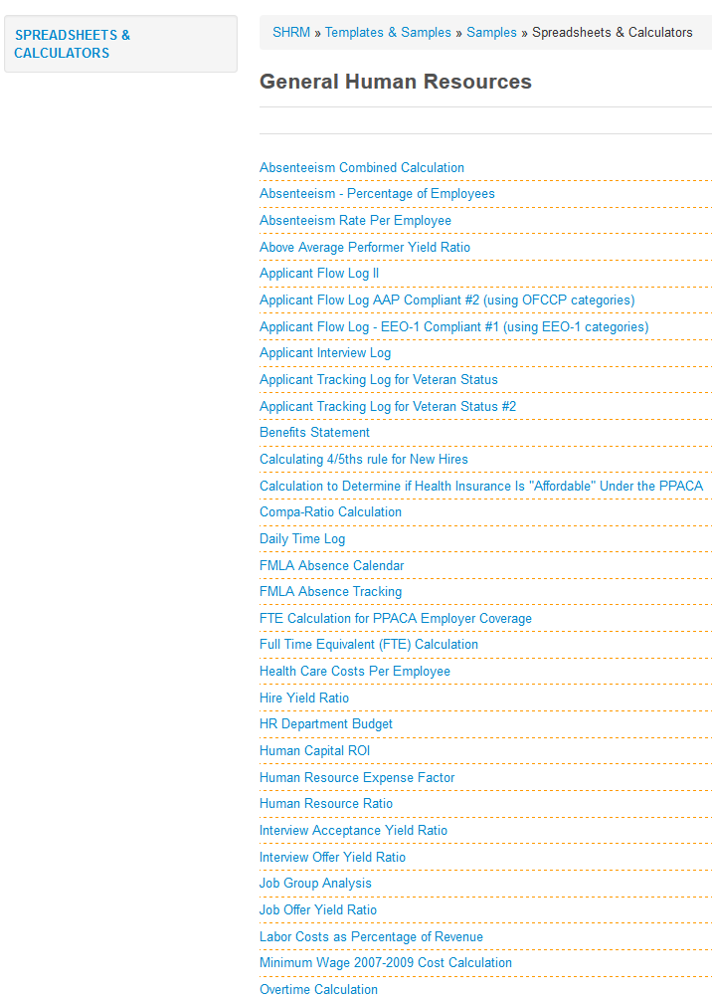 SPREADSHEETS &
CALCULATORS
SHRM » Templates & Samples » Samples » Spreadsheets & Calculators
General Human Resources
Absenteeism Combined Calculation
Absenteeism - Percentage of Employees
Absenteeism Rate Per Employee
Above Average Performer Yield Ratio
Applicant Flow Log II
Applicant Flow Log AAP Compliant #2 (using OFCCP categories)
Applicant Flow Log - EEO-1 Compliant #1 (using EEO-1 categories)
Applicant Interview Log
Applicant Tracking Log for Veteran Status
Applicant Tracking Log for Veteran Status #2
Benefits Statement
Calculating 4/5ths rule for New Hires
Calculation to Determine if Health Insurance Is "Affordable" Under the PPACA
Compa-Ratio Calculation
Daily Time Log
FMLA Absence Calendar
FMLA Absence Tracking
FTE Calculation for PPACA Employer Coverage
Full Time Equivalent (FTE) Calculation
Health Care Costs Per Employee
Hire Yield Ratio
HR Department Budget
Human Capital ROI
Human Resource Expense Factor
Human Resource Ratio
Interview Acceptance Yield Ratio
Interview Offer Yield Ratio
Job Group Analysis
Job Offer Yield Ratio
Labor Costs as Percentage of Revenue
Minimum Wage 2007-2009 Cost Calculation
Overtime Calculation